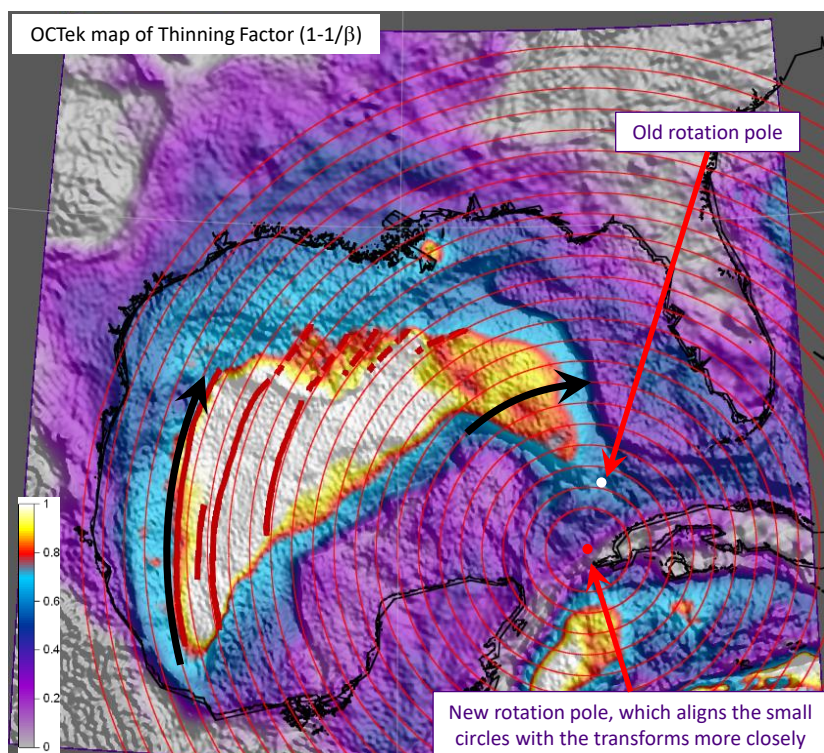 OCTek map of Thinning Factor (1-1/β)
Old rotation pole
1
0.8
0.6
0.4
0.2
0
New rotation pole, which aligns the small
circles with the transforms more closely